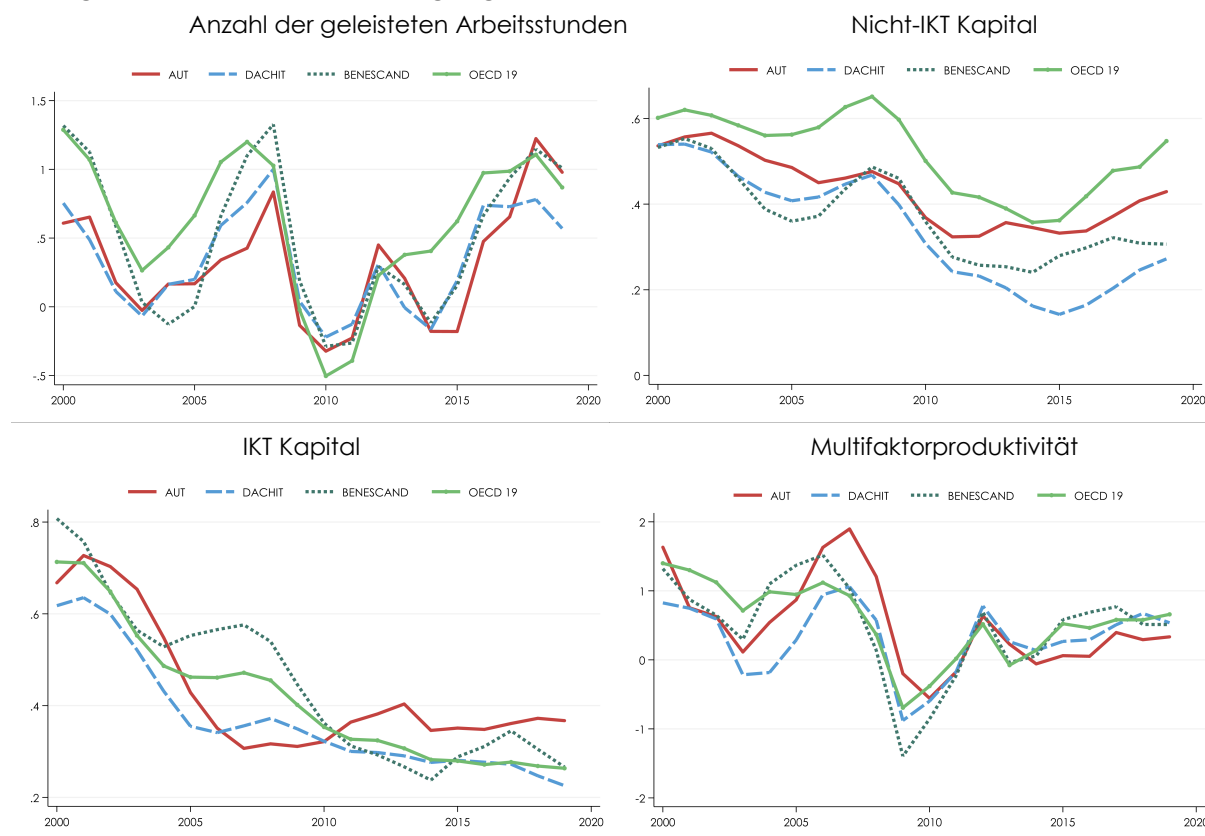 Anzahl der geleisteten Arbeitsstunden
AUT DACHIT BENESCAND OECD 19
1.5
1
.5
0
-.5
2000 2005 2010 2015 2020
Nicht-IKT Kapital
AUT DACHIT BENESCAND OECD 19
.6
.4
.2
0
2000 2005 2010 2015 2020
IKT Kapital
AUT DACHIT BENESCAND OECD 19
.8
.6
.4
.2
2000 2005 2010 2015 2020
Multifaktorproduktivität
AUT DACHIT BENESCAND OECD 19
2
1
0
-1
-2
2000 2005 2010 2015 2020